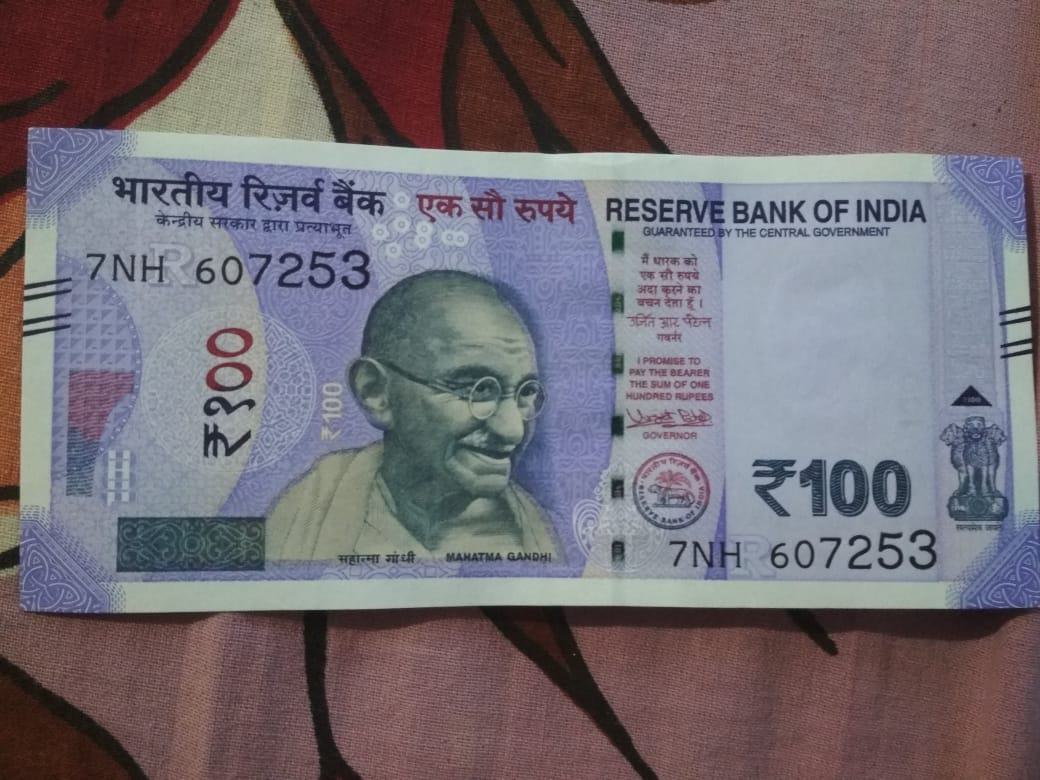 भारतीय रिज़र्व बैंक
केन्द्रीय सरकार द्वारा प्रत्याभूत
एक सौ रुपये
RESERVE BANK OF INDIA
GUARANTEED BY THE CENTRAL GOVERNMENT
7NH 607253
₹१००
₹100
मैं धारक को
एक सौ रुपये
अदा करने का
वचन देता हूँ ।
उर्जित आर पटेल
गवर्नर
I PROMISE TO
PAY THE BEARER
THE SUM OF ONE
HUNDRED RUPEES
GOVERNOR
भारतीय रिज़र्व बैंक
RESERVE BANK OF INDIA
₹100
₹100
सत्यमेव जयते
महात्मा गांधी
MAHATMA GANDHI
7NH 607253